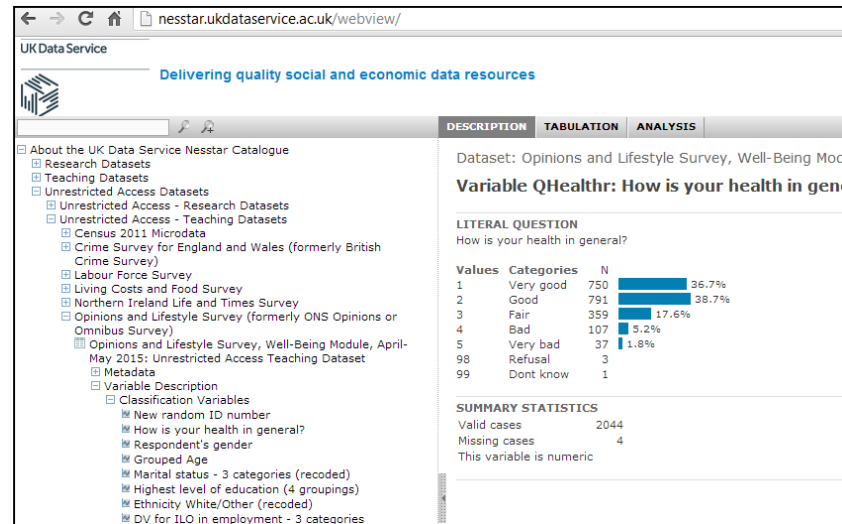 nesstar.ukdataservice.ac.uk/webview/
UK Data Service
Delivering quality social and economic data resources
DESCRIPTION TABULATION ANALYSIS
About the UK Data Service Nesstar Catalogue
Research Datasets
Teaching Datasets
Unrestricted Access Datasets
Unrestricted Access - Research Datasets
Unrestricted Access - Teaching Datasets
Census 2011 Microdata
Crime Survey for England and Wales (formerly British
Crime Survey)
Labour Force Survey
Living Costs and Food Survey
Northern Ireland Life and Times Survey
Opinions and Lifestyle Survey (formerly ONS Opinions or
Omnibus Survey)
Opinions and Lifestyle Survey, Well-Being Module, April-
May 2015: Unrestricted Access Teaching Dataset
Metadata
Variable Description
Classification Variables
New random ID number
How is your health in general?
Respondent's gender
Grouped Age
Marital status - 3 categories (recoded)
Highest level of education (4 groupings)
Ethnicity White/Other (recoded)
DV for ILO in employment - 3 categories
Dataset: Opinions and Lifestyle Survey, Well-Being Mod
Variable QHealthr: How is your health in gene
LITERAL QUESTION
How is your health in general?
Values Categories N
1 Very good 750 36.7%
2 Good 791 38.7%
3 Fair 359 17.6%
4 Bad 107 5.2%
5 Very bad 37 1.8%
98 Refusal 3
99 Dont know 1
SUMMARY STATISTICS
Valid cases 2044
Missing cases 4
This variable is numeric